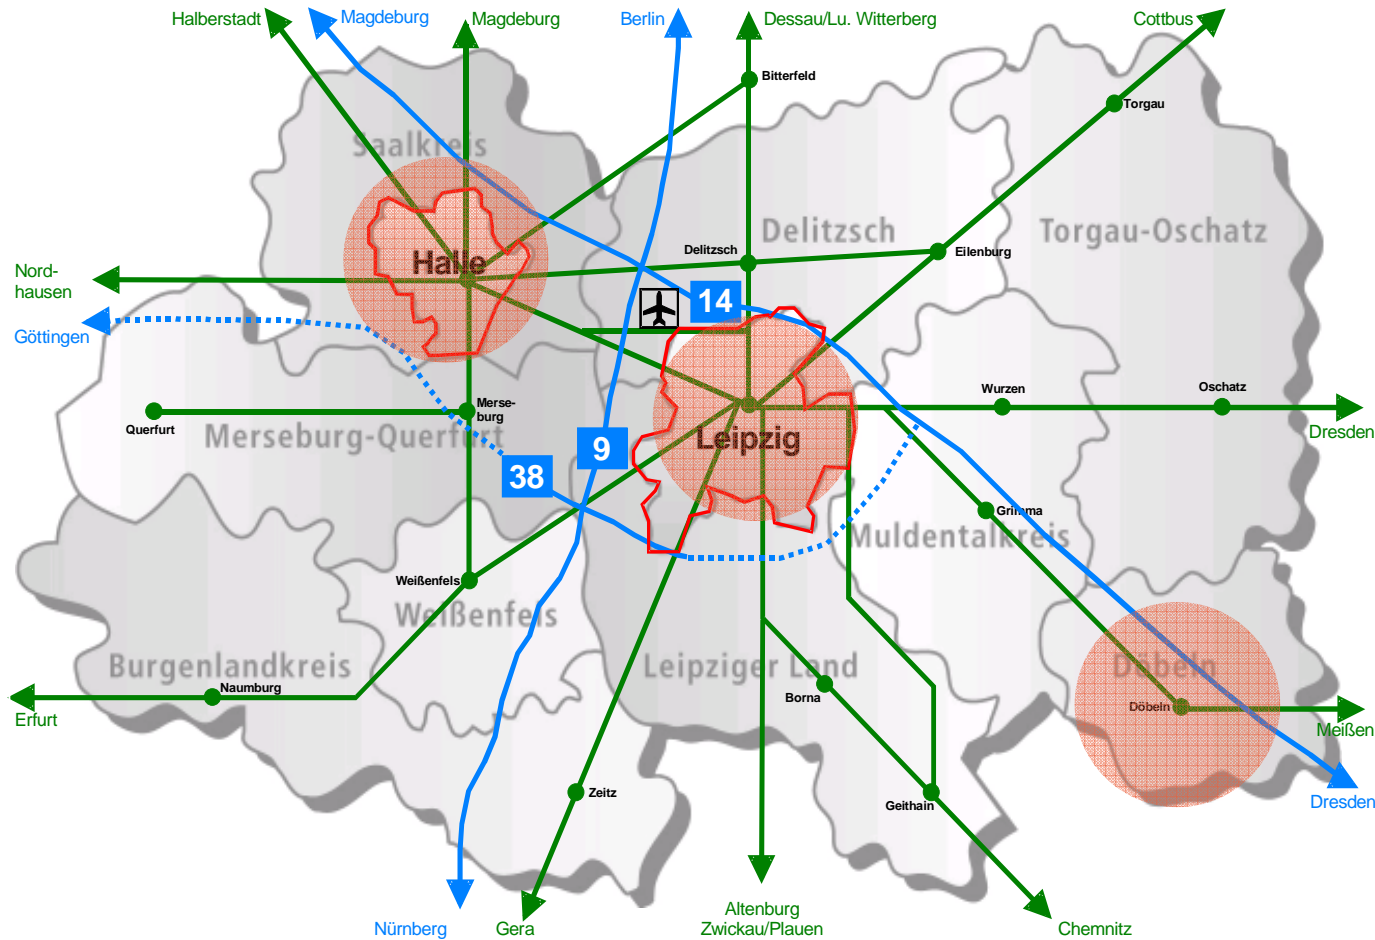 Halberstadt
Magdeburg
Magdeburg
Berlin
Dessau/Lu. Witterberg
Cottbus
Bitterfeld
Torgau
Saalkreis
Delitzsch
Torgau-Oschatz
Delitzsch
Eilenburg
Halle
Nord-
hausen
14
Göttingen
Wurzen
Oschatz
Merse-
burg
Querfurt
Merseburg-Querfurt
Leipzig
Dresden
9
38
Grimma
Muldentalkreis
Weißenfels
Weißenfels
Burgenlandkreis
Leipziger Land
Döbeln
Naumburg
Borna
Döbeln
Erfurt
Meißen
Zeitz
Geithain
Dresden
Nürnberg
Gera
Altenburg
Zwickau/Plauen
Chemnitz